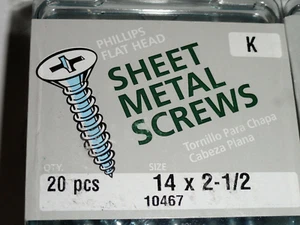 PHILLIPS
FLAT HEAD
K
SHEET
METAL
SCREWS
Tornillo Para Chapa
Cabeza Plana
QTY.
SIZE
20 pcs
14 x 2-1/2
10467